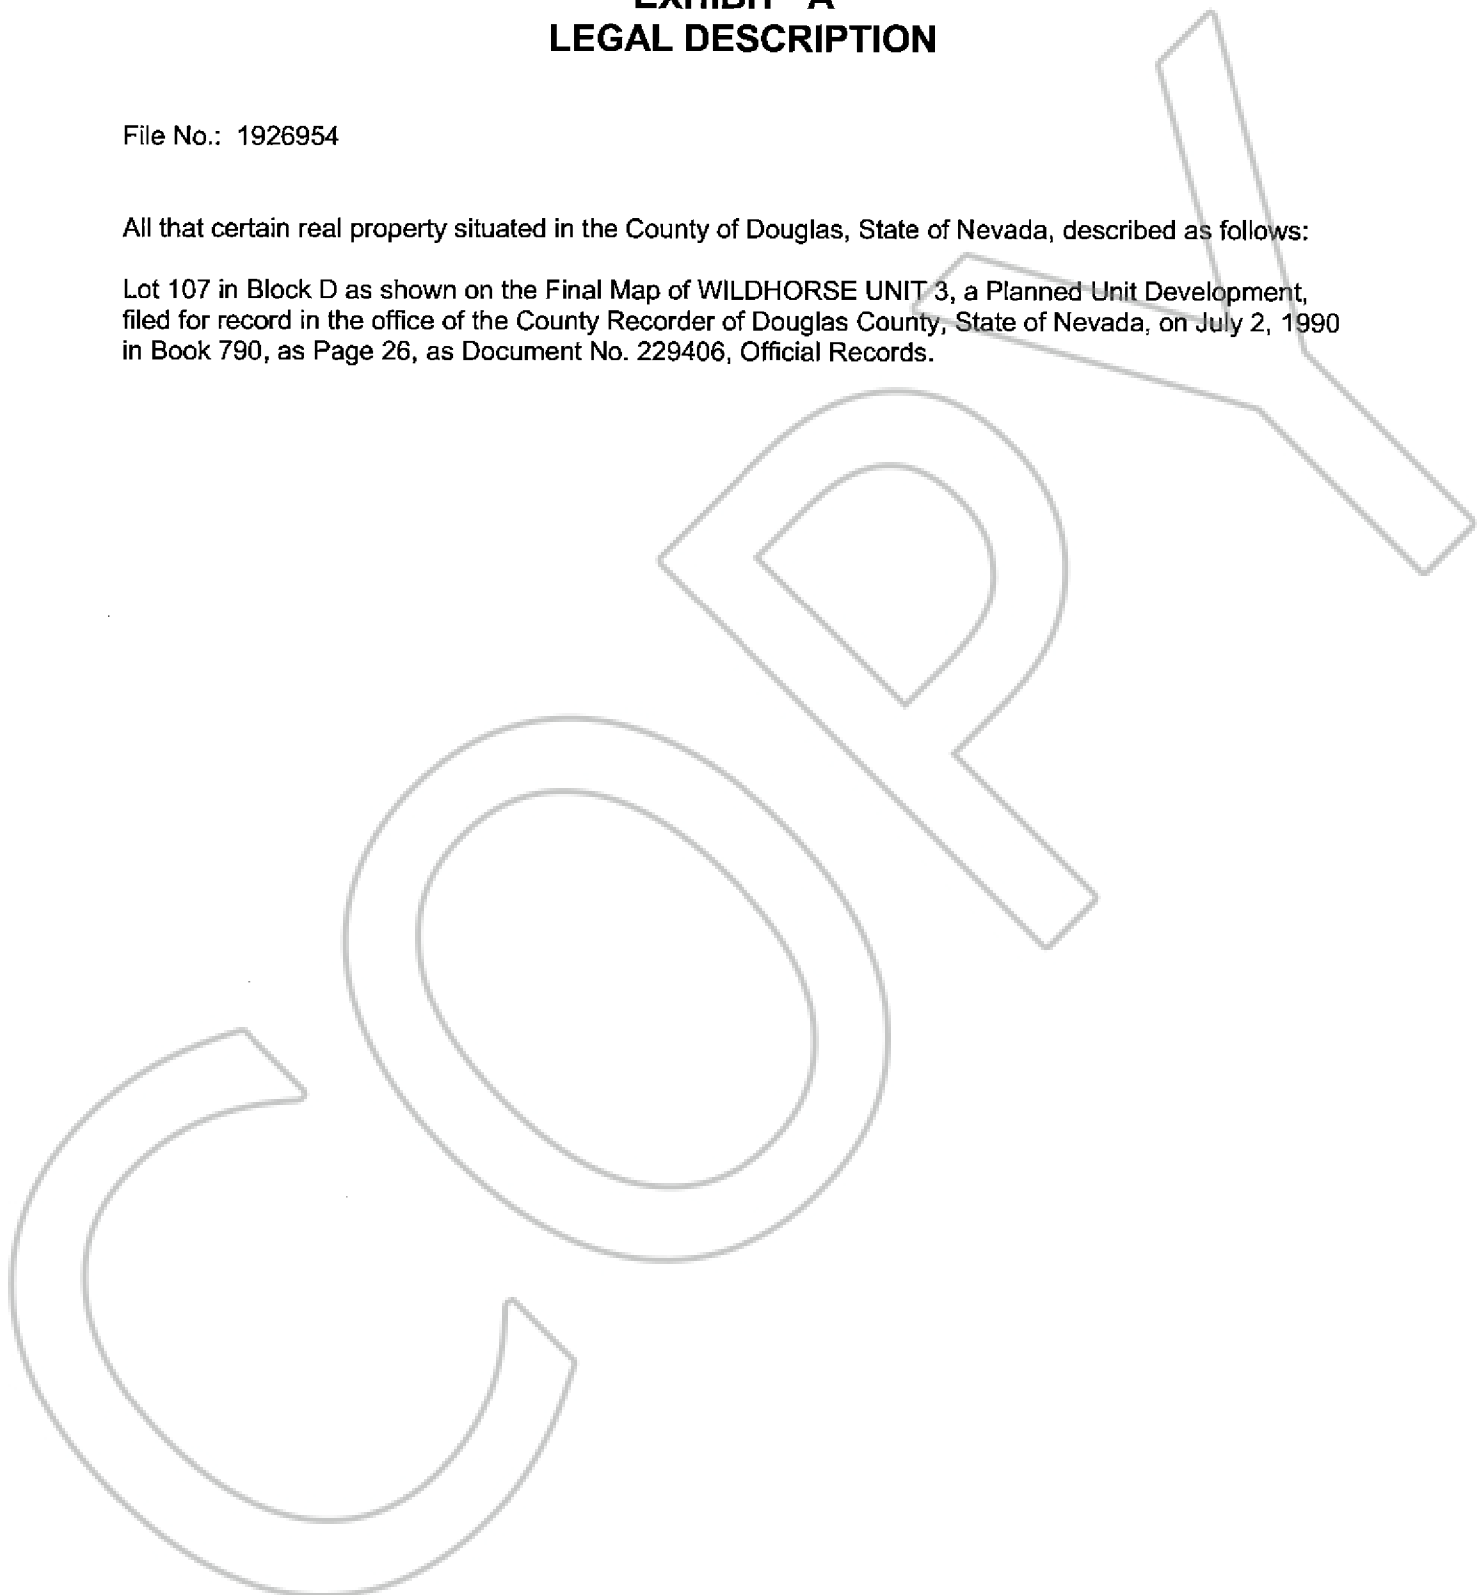 EXHIBIT "A"
LEGAL DESCRIPTION
File No.: 1926954
All that certain real property situated in the County of Douglas, State of Nevada, described as follows:
Lot 107 in Block D as shown on the Final Map of WILDHORSE UNIT 3, a Planned Unit Development,
filed for record in the office of the County Recorder of Douglas County, State of Nevada, on July 2, 1990
in Book 790, as Page 26, as Document No. 229406, Official Records.
COPY